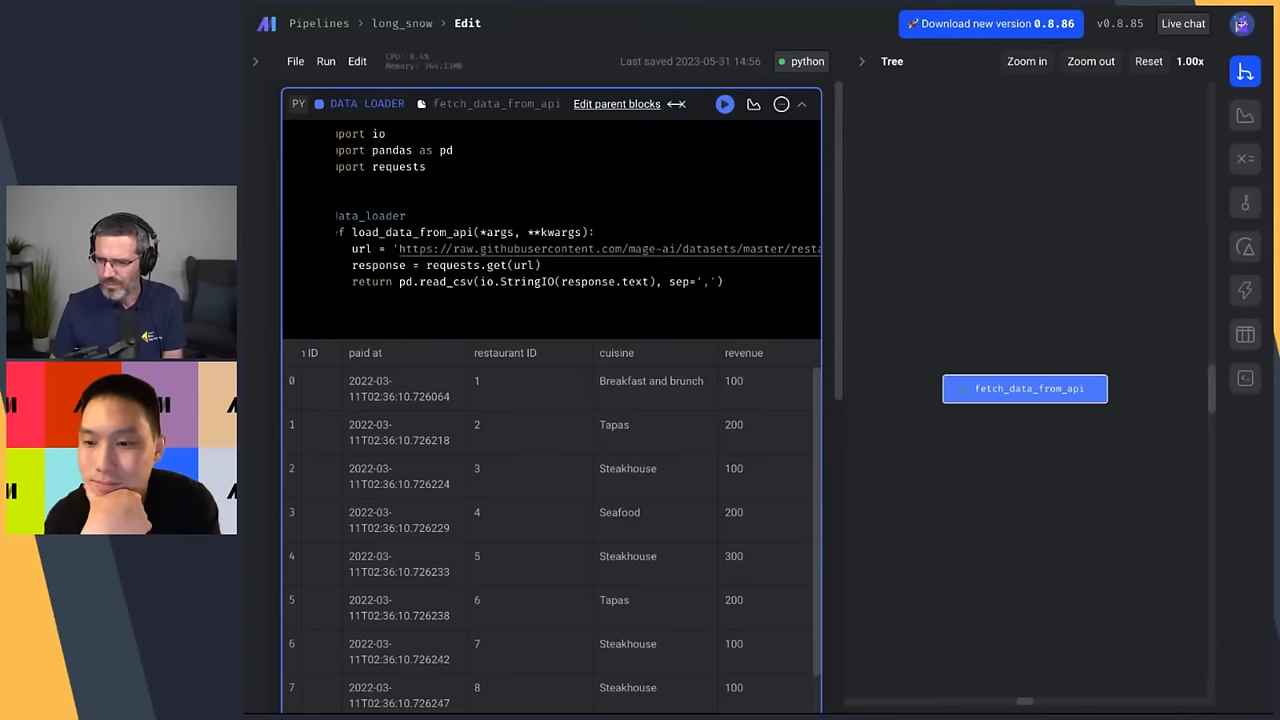 Pipelines > long_snow > Edit
Download new version 0.8.86
v0.8.85
Live chat
File Run Edit
CPU: 0.4%
Memory: 364.13MB
Last saved 2023-05-31 14:56
python
Tree
Zoom in
Zoom out
Reset
1.00x
PY DATA LOADER fetch_data_from_api Edit parent blocks
port io
port pandas as pd
port requests
data_loader
f load_data_from_api(*args, **kwargs):
url = 'https://raw.githubusercontent.com/mage-ai/datasets/master/resta
response = requests.get(url)
return pd.read_csv(io.StringIO(response.text), sep=',')
ID paid at restaurant ID cuisine revenue
0 2022-03- 1 Breakfast and brunch 100
11T02:36:10.726064
1 2022-03- 2 Tapas 200
11T02:36:10.726218
2 2022-03- 3 Steakhouse 100
11T02:36:10.726224
3 2022-03- 4 Seafood 200
11T02:36:10.726229
4 2022-03- 5 Steakhouse 300
11T02:36:10.726233
5 2022-03- 6 Tapas 200
11T02:36:10.726238
6 2022-03- 7 Steakhouse 100
11T02:36:10.726242
7 2022-03- 8 Steakhouse 100
11T02:36:10.726247
fetch_data_from_api